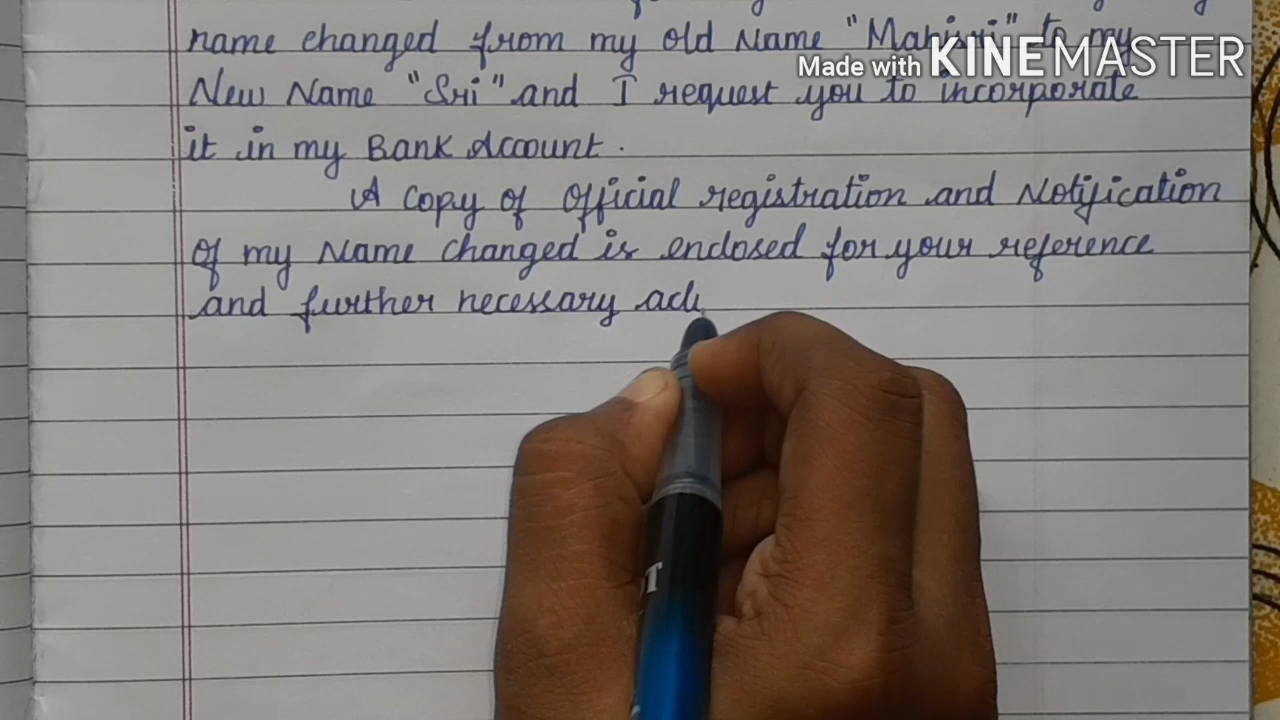 name changed from my old Name "Mahisri" to my
Made with KINEMASTER
New Name "Sri" and I request you to incorporate
it in my Bank Account.
A Copy of Official registration and Notification
Of my Name Changed is enclosed for your reference
and further necessary acti